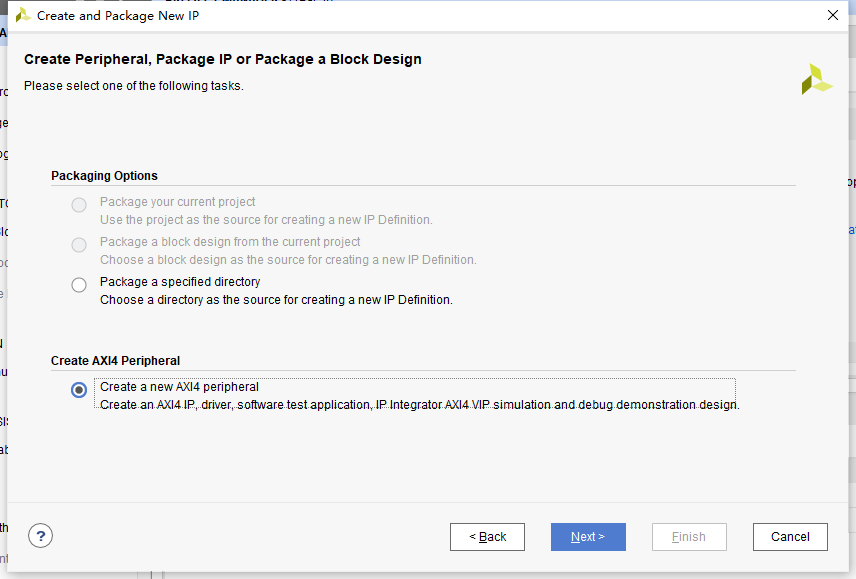 Create and Package New IP
Create Peripheral, Package IP or Package a Block Design
Please select one of the following tasks.
Packaging Options
Package your current project
Use the project as the source for creating a new IP Definition.
Package a block design from the current project
Choose a block design as the source for creating a new IP Definition.
Package a specified directory
Choose a directory as the source for creating a new IP Definition.
Create AXI4 Peripheral
Create a new AXI4 peripheral
Create an AXI4 IP, driver, software test application, IP Integrator AXI4 VIP simulation and debug demonstration design.
?
< Back
Next >
Finish
Cancel